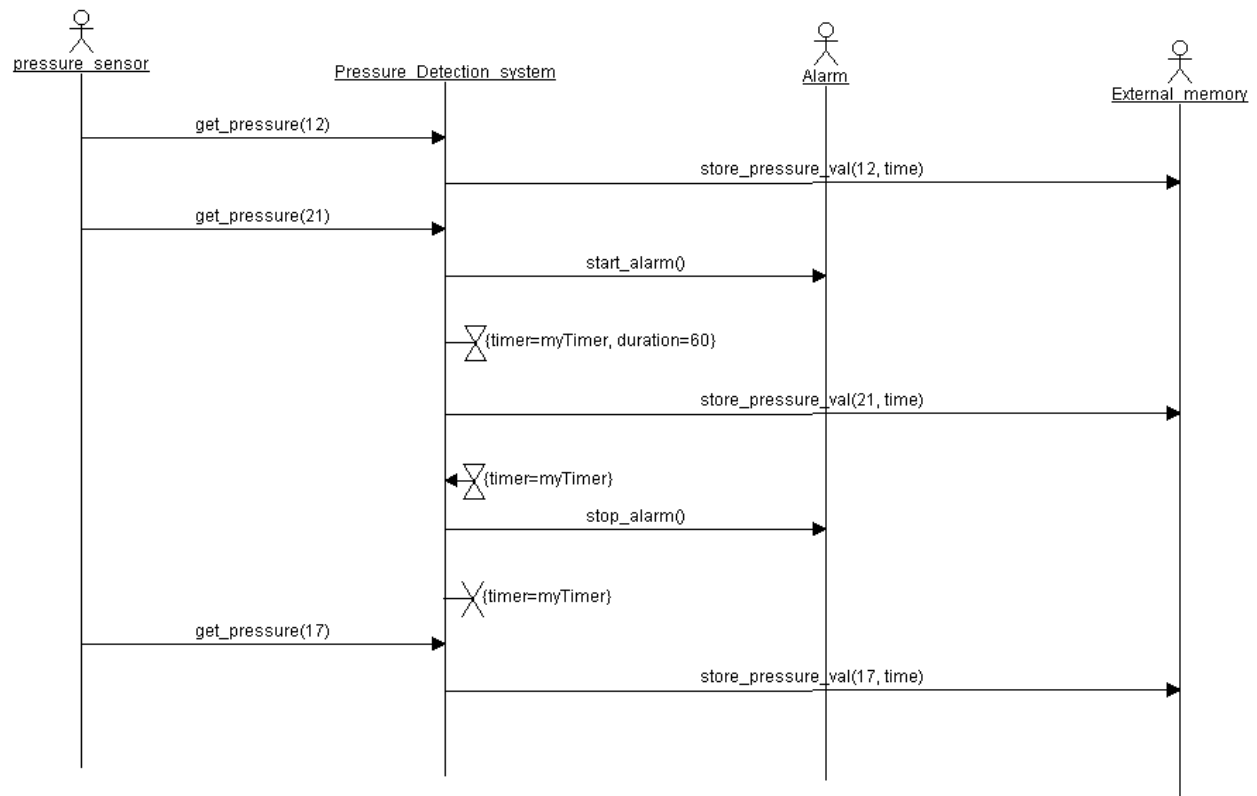 pressure_sensor
Pressure_Detection_system
Alarm
External_memory
get_pressure(12)
store_pressure_val(12, time)
get_pressure(21)
start_alarm()
{timer=myTimer, duration=60}
store_pressure_val(21, time)
{timer=myTimer}
stop_alarm()
{timer=myTimer}
get_pressure(17)
store_pressure_val(17, time)